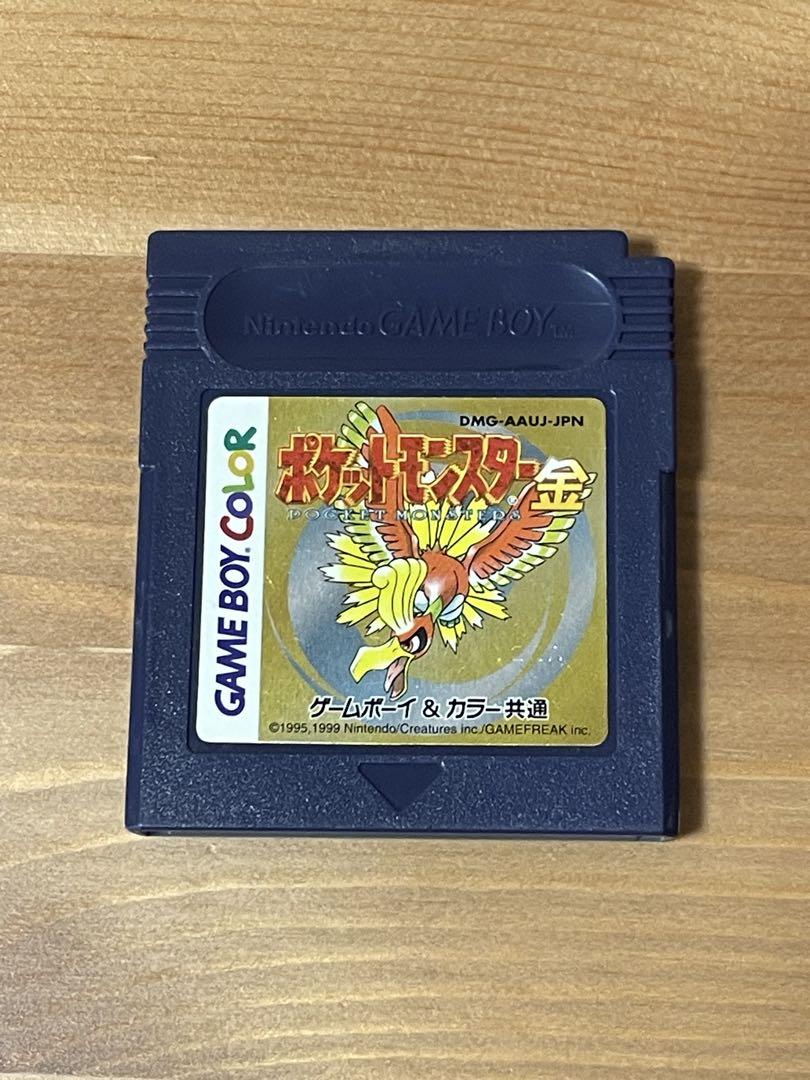 Nintendo GAME BOY TM
GAME BOY COLOR
DMG-AAUJ-JPN
ポケットモンスター金
POCKET MONSTERS
ゲームボーイ & カラー共通
©1995,1999 Nintendo/Creatures inc./GAMEFREAK inc.